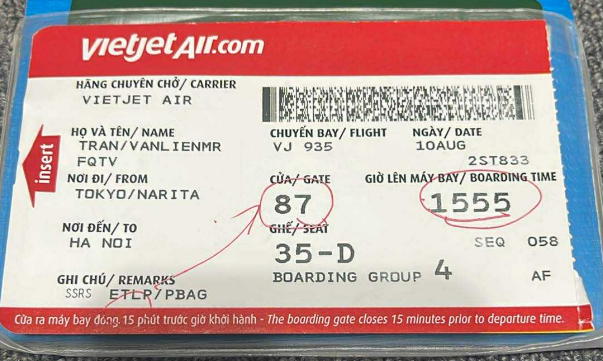 vietjetAir.com
HÃNG CHUYÊN CHỞ/ CARRIER
VIETJET AIR
HỌ VÀ TÊN/ NAME
TRAN/VANLIENMR
FQTV
CHUYẾN BAY/ FLIGHT
VJ 935
NGÀY/ DATE
10AUG
2ST833
insert
NƠI ĐI/ FROM
TOKYO/NARITA
CỬA/ GATE
87
GIỜ LÊN MÁY BAY/ BOARDING TIME
1555
NƠI ĐẾN/ TO
HA NOI
GHẾ/ SEAT
35-D
SEQ 058
BOARDING GROUP 4 AF
GHI CHÚ/ REMARKS
SSRS ETLP/PBAG
Cửa ra máy bay đóng 15 phút trước giờ khởi hành - The boarding gate closes 15 minutes prior to departure time.